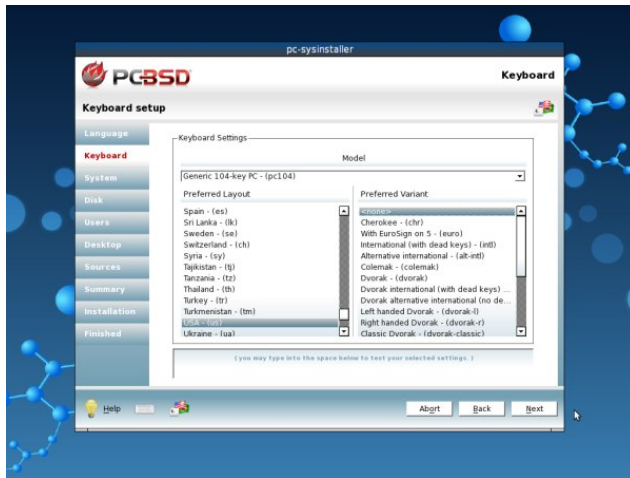 pc-sysinstaller
PCBSD
Keyboard
Keyboard setup
Language
Keyboard
System
Disk
Users
Desktop
Sources
Summary
Installation
Finished
Keyboard Settings
Model
Generic 104-key PC - (pc104)
Preferred Layout
Spain - (es)
Sri Lanka - (lk)
Sweden - (se)
Switzerland - (ch)
Syria - (sy)
Tajikistan - (tj)
Tanzania - (tz)
Thailand - (th)
Turkey - (tr)
Turkmenistan - (tm)
USA - (us)
Ukraine - (ua)
Preferred Variant
<none>
Cherokee - (chr)
With EuroSign on 5 - (euro)
International (with dead keys) - (intl)
Alternative international - (alt-intl)
Colemak - (colemak)
Dvorak - (dvorak)
Dvorak international (with dead keys) ...
Dvorak alternative international (no de...
Left handed Dvorak - (dvorak-l)
Right handed Dvorak - (dvorak-r)
Classic Dvorak - (dvorak-classic)
( you may type into the space below to test your selected settings. )
Help
Abort
Back
Next